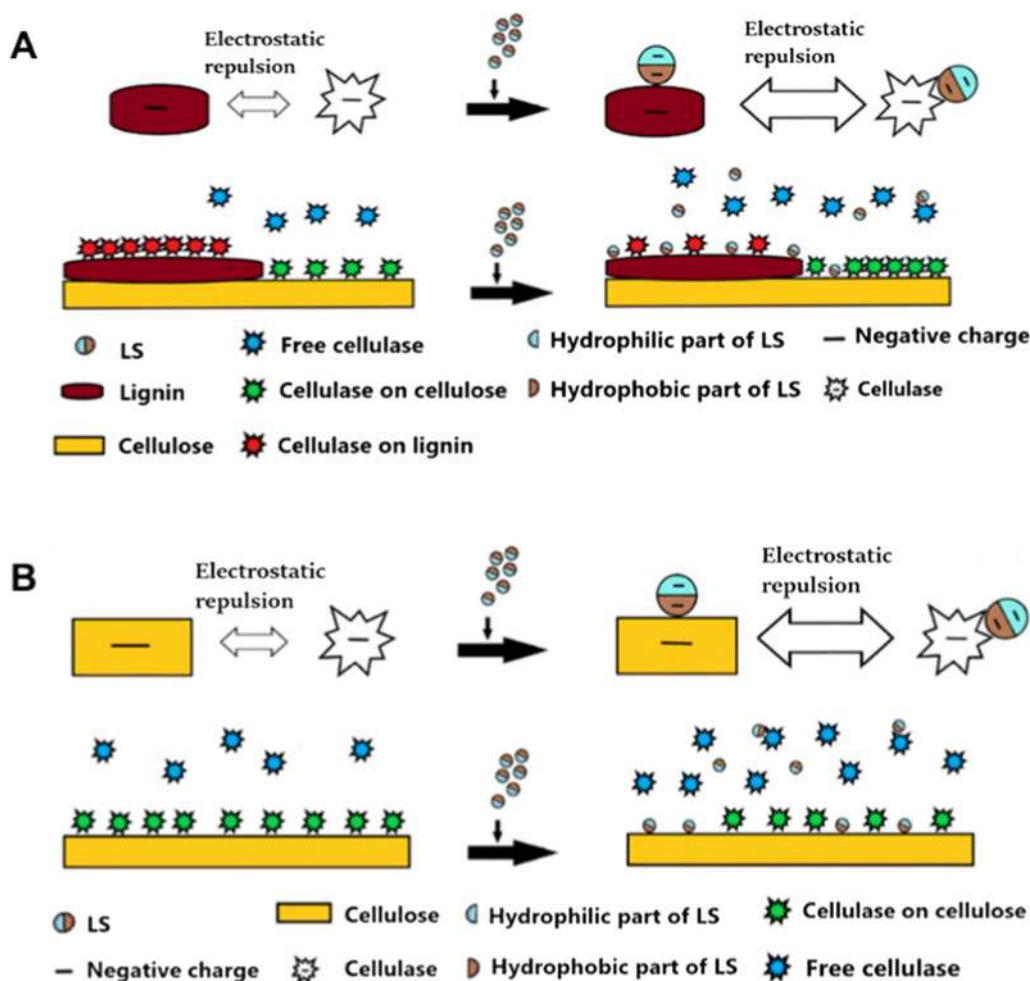 A
Electrostatic
repulsion
Electrostatic
repulsion
LS
Free cellulase
Hydrophilic part of LS
Negative charge
Lignin
Cellulase on cellulose
Hydrophobic part of LS
Cellulase
Cellulose
Cellulase on lignin
B
Electrostatic
repulsion
Electrostatic
repulsion
LS
Cellulose
Hydrophilic part of LS
Cellulase on cellulose
Negative charge
Cellulase
Hydrophobic part of LS
Free cellulase